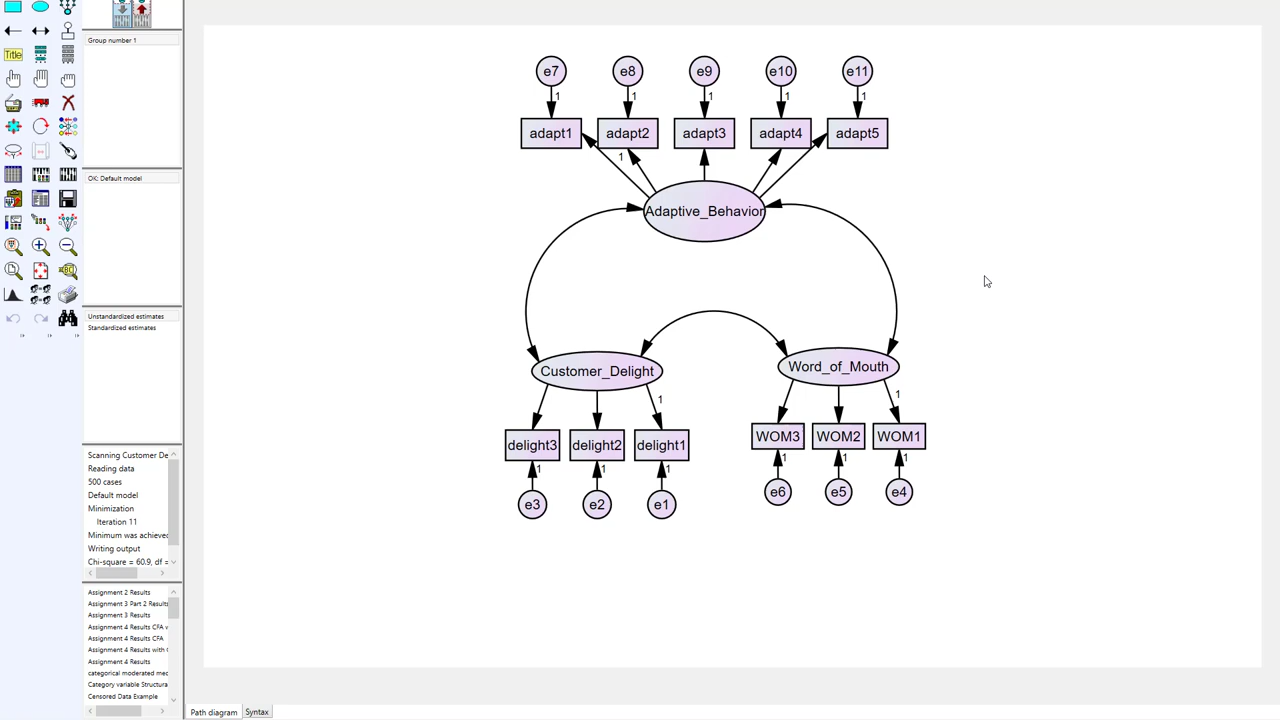 Title
Group number 1
OK: Default model
Unstandardized estimates
Standardized estimates
Scanning Customer De
Reading data
500 cases
Default model
Minimization
Iteration 11
Minimum was achieved
Writing output
Chi-square = 60.9, df =
Assignment 2 Results
Assignment 3 Part 2 Results
Assignment 3 Results
Assignment 4 Results CFA w
Assignment 4 Results CFA
Assignment 4 Results with
Assignment 4 Results
categorical moderated med
Category variable Structura
Censored Data Example
e7 e8 e9 e10 e11
1 1 1 1 1
adapt1 adapt2 adapt3 adapt4 adapt5
1
Adaptive_Behavior
Customer_Delight Word_of_Mouth
1 1
delight3 delight2 delight1 WOM3 WOM2 WOM1
1 1 1 1 1 1
e3 e2 e1 e6 e5 e4
Path diagram Syntax